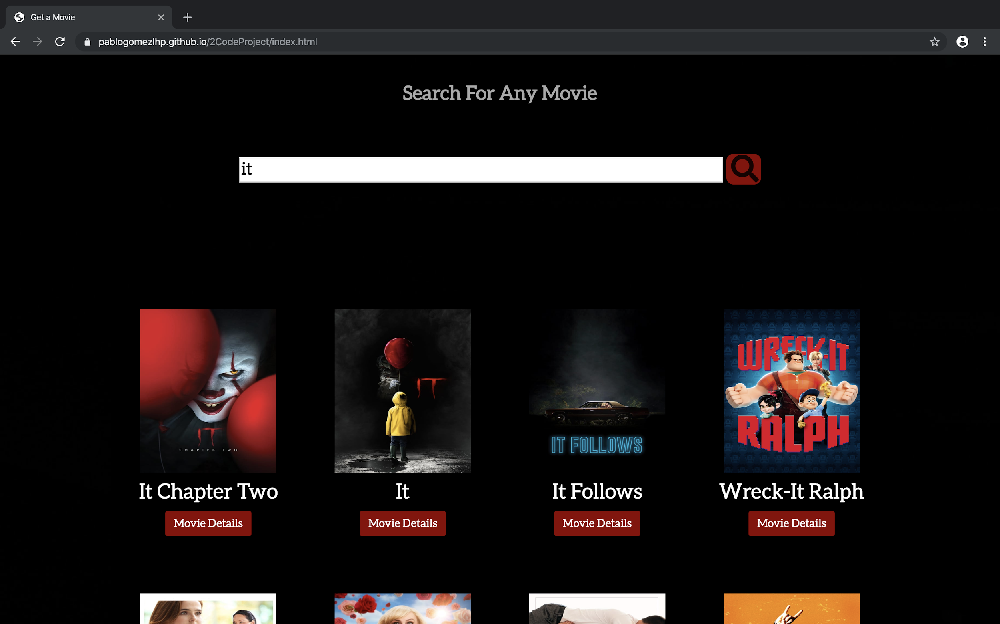 Get a Movie
pablogomezlhp.github.io/2CodeProject/index.html
Search For Any Movie
it
IT
CHAPTER TWO
IT
IT FOLLOWS
WRECK-IT
RALPH
It Chapter Two
It
It Follows
Wreck-It Ralph
Movie Details
Movie Details
Movie Details
Movie Details